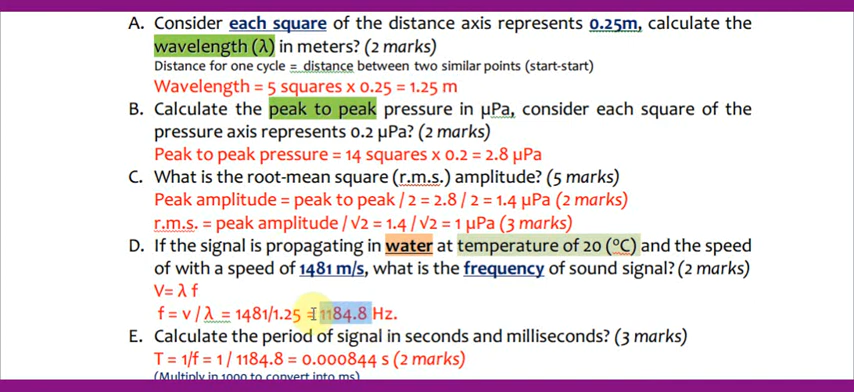 A. Consider each square of the distance axis represents 0.25m, calculate the
wavelength (λ) in meters? (2 marks)
Distance for one cycle = distance between two similar points (start-start)
Wavelength = 5 squares x 0.25 = 1.25 m
B. Calculate the peak to peak pressure in μPa, consider each square of the
pressure axis represents 0.2 μPa? (2 marks)
Peak to peak pressure = 14 squares x 0.2 = 2.8 μPa
C. What is the root-mean square (r.m.s.) amplitude? (5 marks)
Peak amplitude = peak to peak / 2 = 2.8 / 2 = 1.4 μPa (2 marks)
r.m.s. = peak amplitude / √2 = 1.4 / √2 = 1 μPa (3 marks)
D. If the signal is propagating in water at temperature of 20 (°C) and the speed
of with a speed of 1481 m/s, what is the frequency of sound signal? (2 marks)
V= λ f
f = v / λ = 1481/1.25 = 1184.8 Hz.
E. Calculate the period of signal in seconds and milliseconds? (3 marks)
T = 1/f = 1 / 1184.8 = 0.000844 s (2 marks)
(Multiply in 1000 to convert into ms)